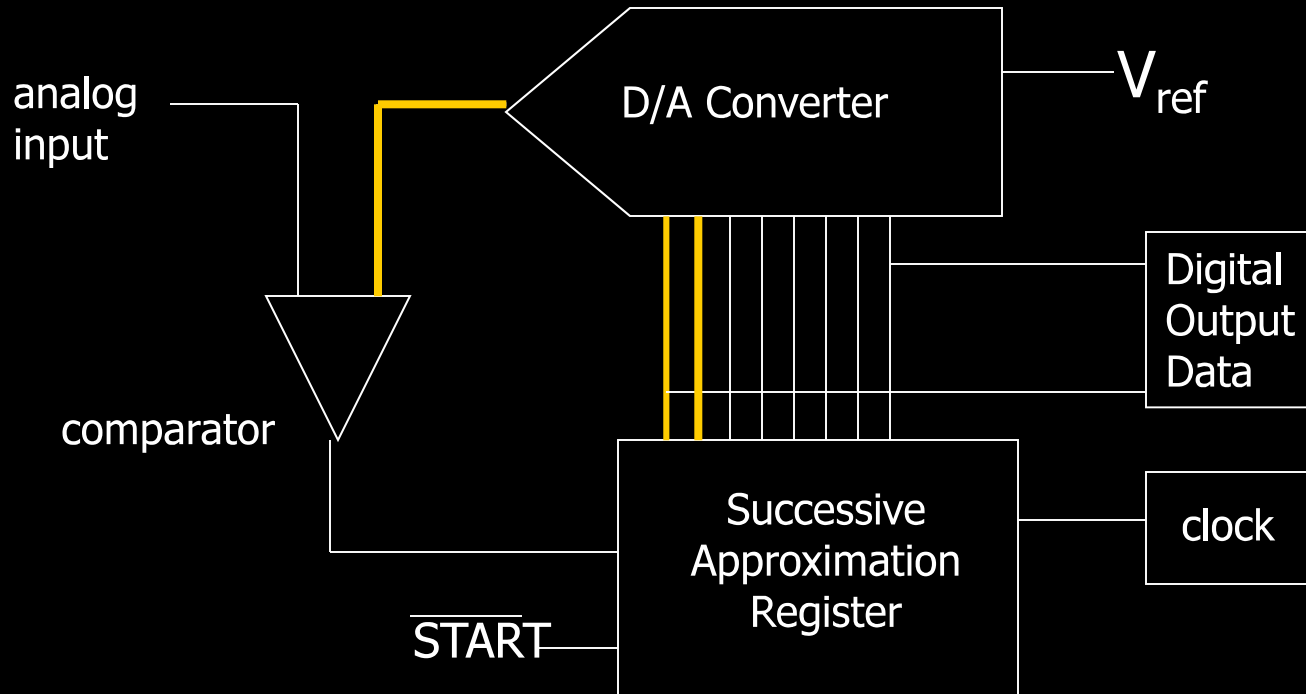 analog
input
D/A Converter
Vref
Digital
Output
Data
comparator
Successive
Approximation
Register
clock
START